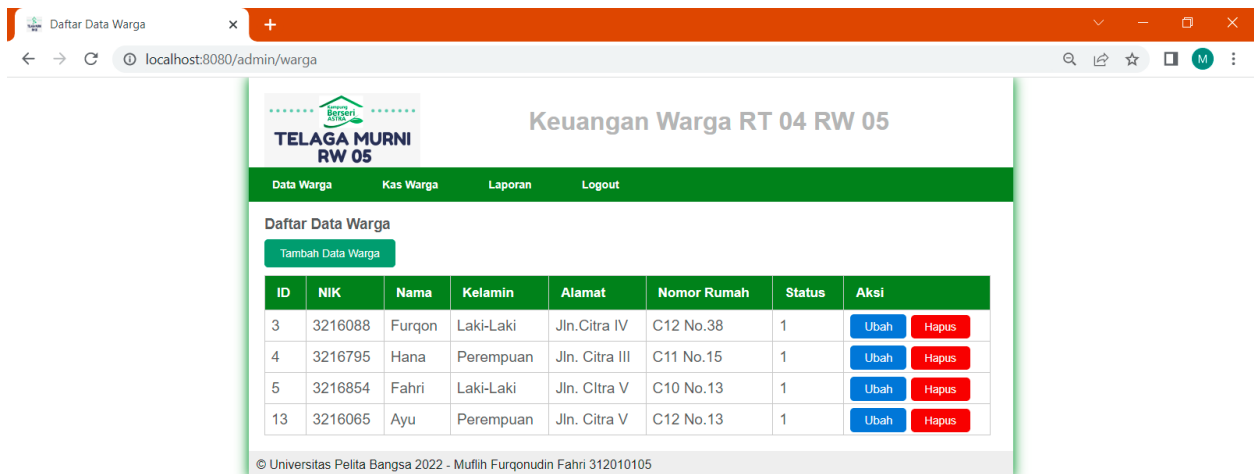 Daftar Data Warga
localhost:8080/admin/warga
M
Kampung
Berseri
ASTRA
TELAGA MURNI
RW 05
Keuangan Warga RT 04 RW 05
Data Warga Kas Warga Laporan Logout
Daftar Data Warga
Tambah Data Warga
ID NIK Nama Kelamin Alamat Nomor Rumah Status Aksi
3 3216088 Furqon Laki-Laki Jln.Citra IV C12 No.38 1 Ubah Hapus
4 3216795 Hana Perempuan Jln. Citra III C11 No.15 1 Ubah Hapus
5 3216854 Fahri Laki-Laki Jln. CItra V C10 No.13 1 Ubah Hapus
13 3216065 Ayu Perempuan Jln. Citra V C12 No.13 1 Ubah Hapus
© Universitas Pelita Bangsa 2022 - Muflih Furqonudin Fahri 312010105